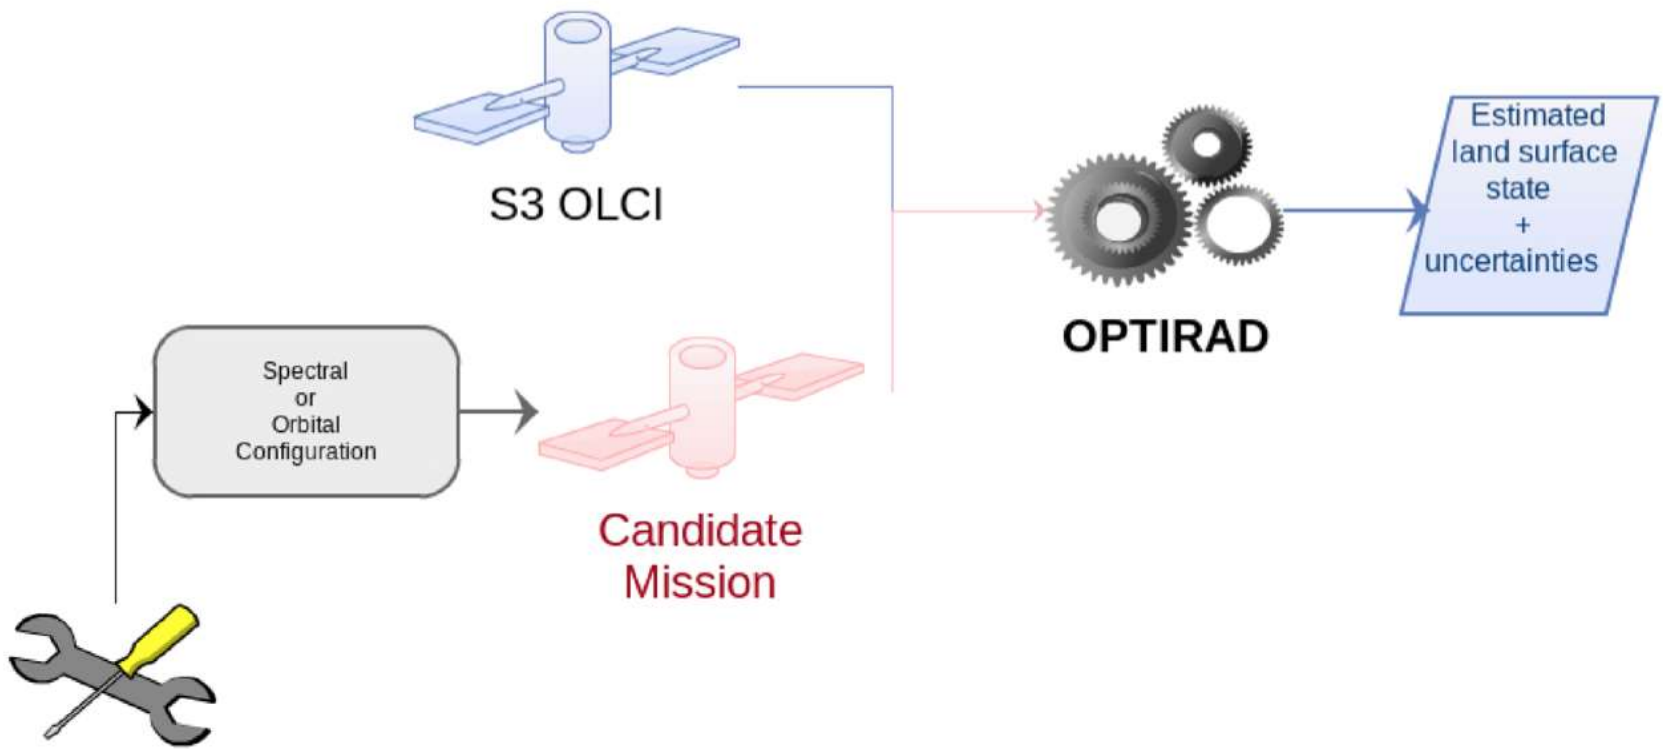 S3 OLCI
Estimated
land surface
state
+
uncertainties
OPTIRAD
Spectral
or
Orbital
Configuration
Candidate
Mission